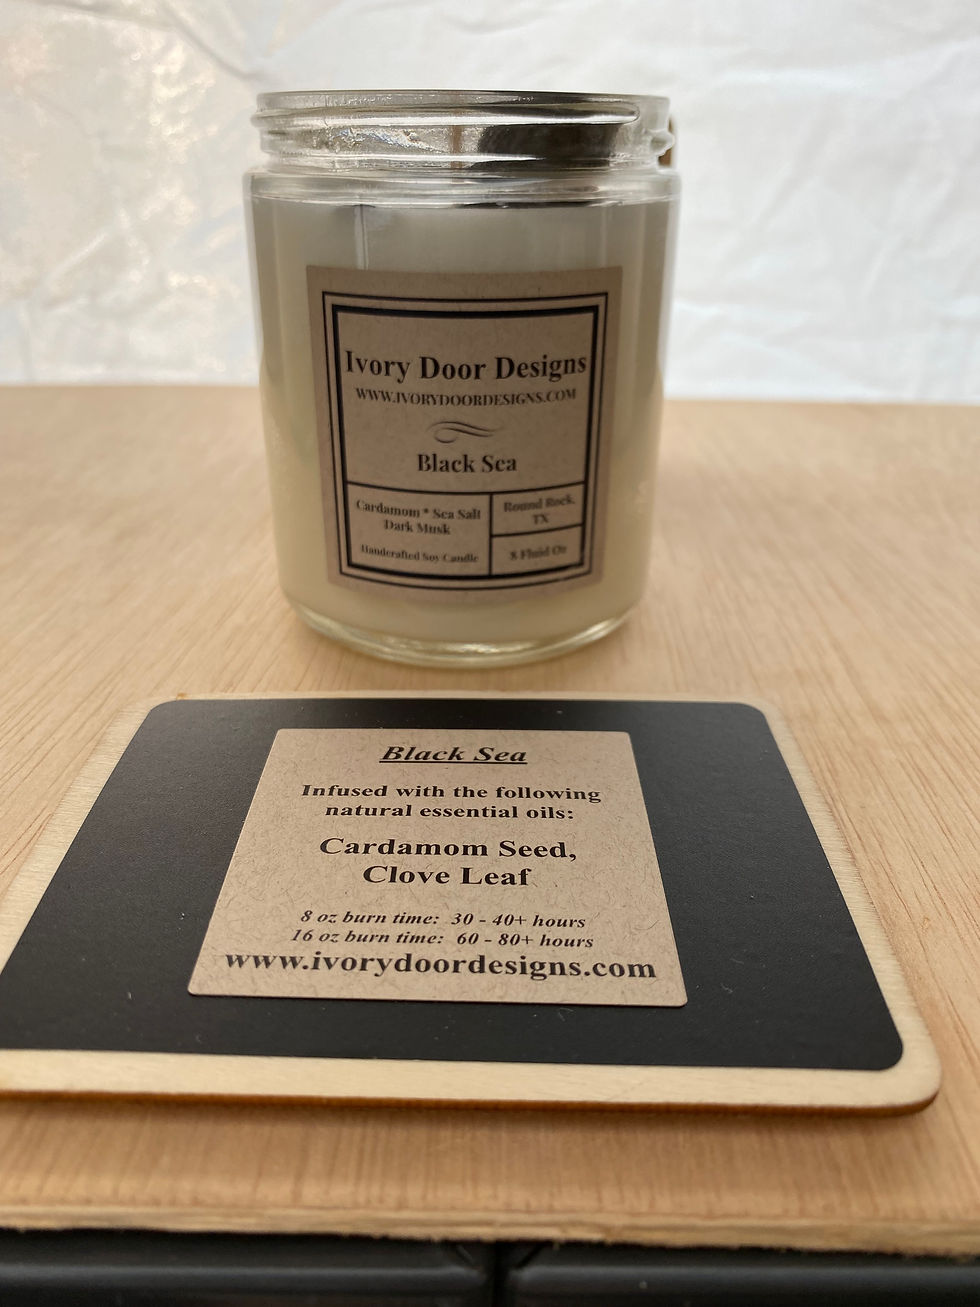 Ivory Door Designs
WWW.IVORYDOORDESIGNS.COM
Black Sea
Cardamom * Sea Salt
Dark Musk
Handcrafted Soy Candle
Round Rock,
TX
8 Fluid Oz
Black Sea
Infused with the following
natural essential oils:
Cardamom Seed,
Clove Leaf
8 oz burn time: 30 - 40+ hours
16 oz burn time: 60 - 80+ hours
www.ivorydoordesigns.com